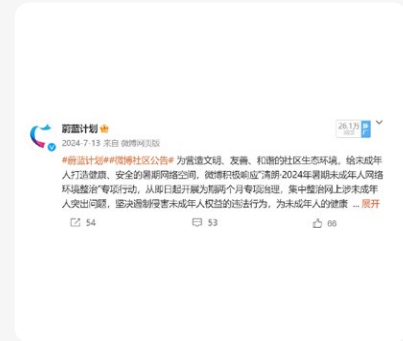 蔚蓝计划
26.1万
2024-7-13 来自 微博网页版
#蔚蓝计划##微博社区公告# 为营造文明、友善、和谐的社区生态环境，给未成年
人打造健康、安全的暑期网络空间，微博积极响应“清朗·2024年暑期未成年人网络
环境整治”专项行动，从即日起开展为期两个月专项治理，集中整治网上涉未成年
人突出问题，坚决遏制侵害未成年人权益的违法行为，为未成年人的健康 ... 展开
54 53 66